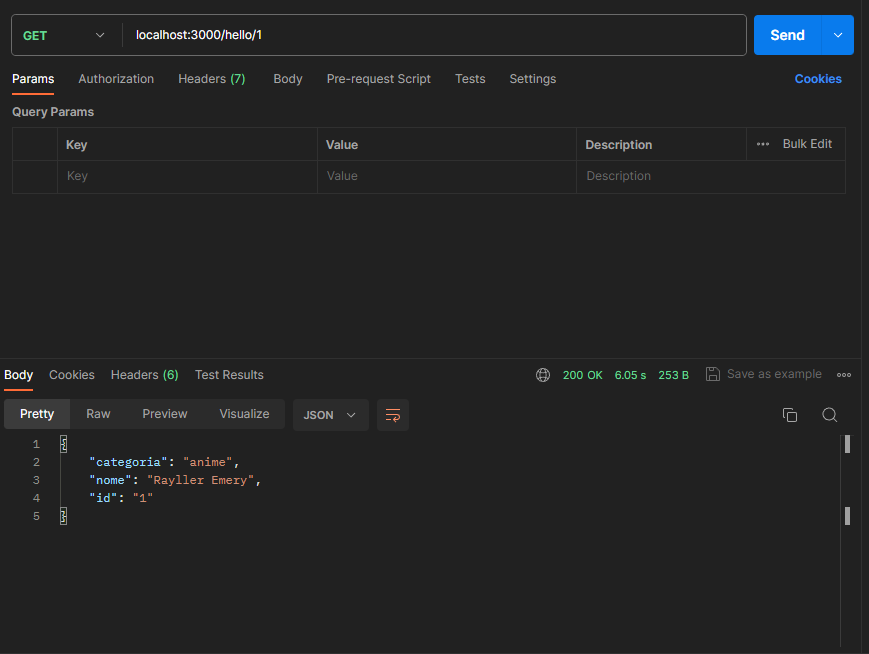 GET localhost:3000/hello/1 Send
Params Authorization Headers (7) Body Pre-request Script Tests Settings Cookies
Query Params
Key Value Description ••• Bulk Edit
Key Value Description
Body Cookies Headers (6) Test Results 200 OK 6.05 s 253 B Save as example
Pretty Raw Preview Visualize JSON
1 {
2 "categoria": "anime",
3 "nome": "Rayller Emery",
4 "id": "1"
5 }